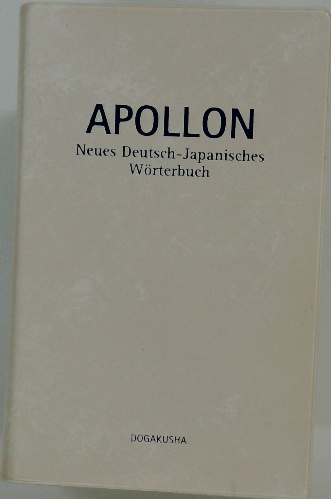 APOLLON
Neues Deutsch-Japanisches
Wörterbuch
DOGAKUSHA